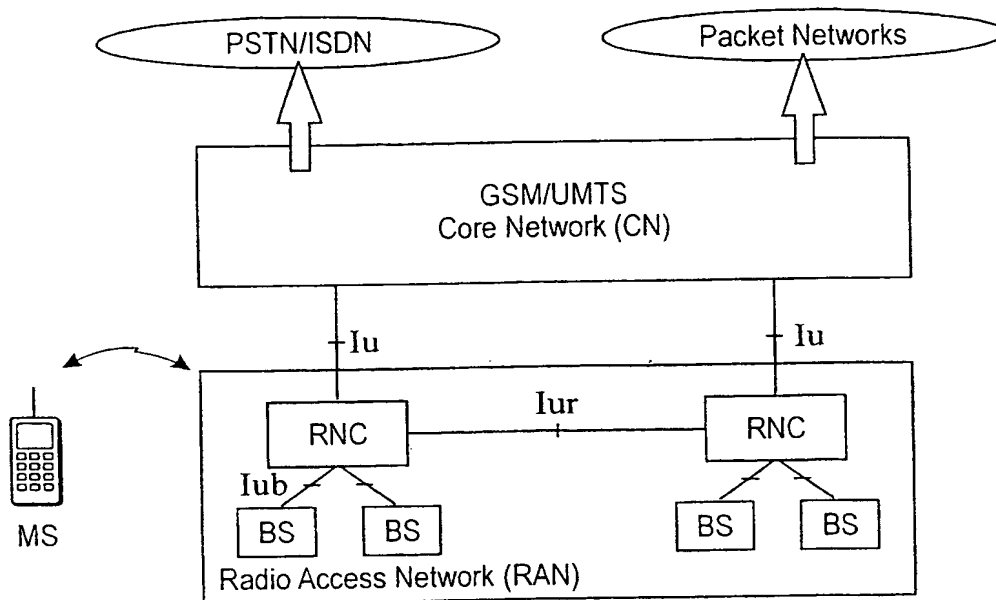 PSTN/ISDN
Packet Networks
GSM/UMTS
Core Network (CN)
Iu
Iu
Iur
RNC
RNC
Iub
BS
BS
BS
BS
MS
Radio Access Network (RAN)